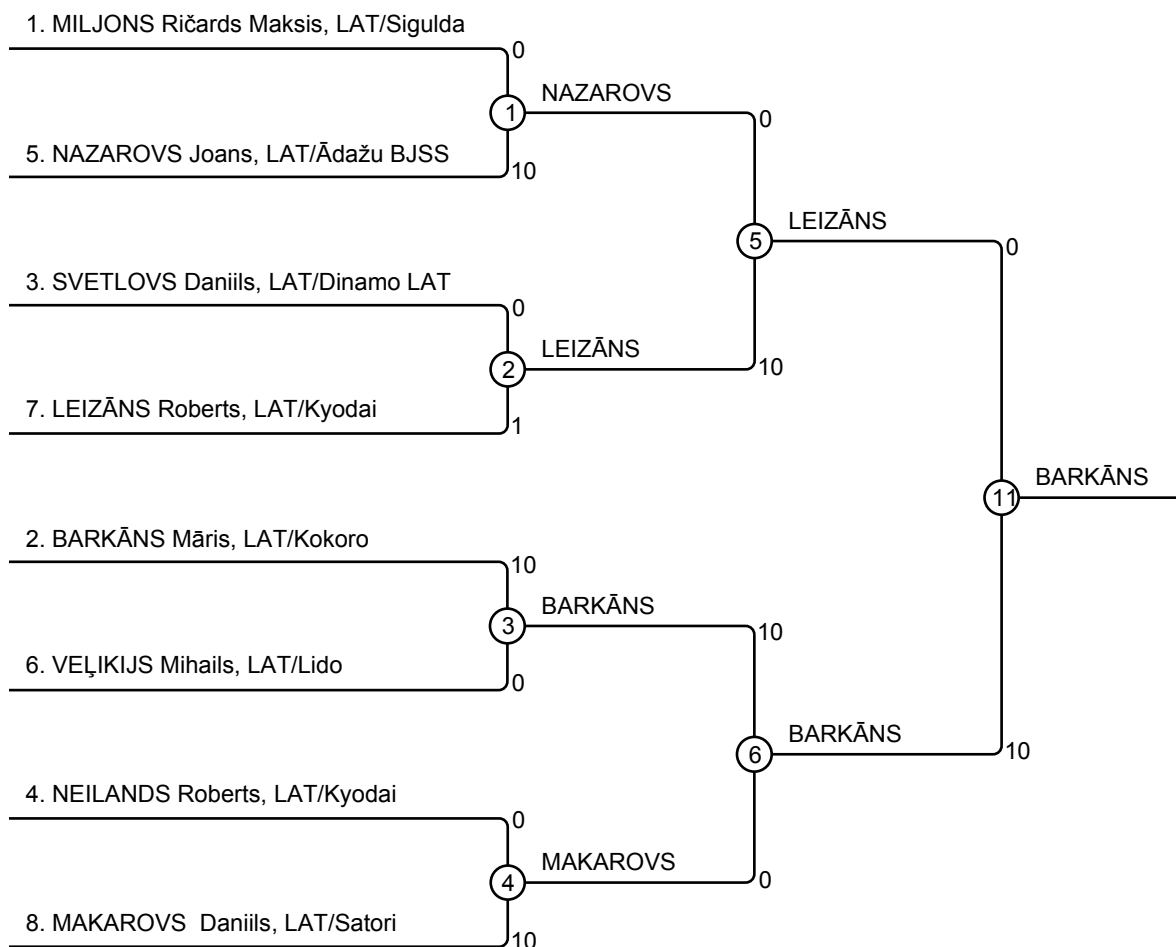 1. MILJONS Ričards Maksis, LAT/Sigulda
0
1
NAZAROVS
0
5. NAZAROVS Joans, LAT/Ādažu BJSS
10
5
LEIZĀNS
0
3. SVETLOVS Daniils, LAT/Dinamo LAT
0
2
LEIZĀNS
10
7. LEIZĀNS Roberts, LAT/Kyodai
1
11
BARKĀNS
2. BARKĀNS Māris, LAT/Kokoro
10
3
BARKĀNS
10
6. VEĻIKIJS Mihails, LAT/Lido
0
6
BARKĀNS
10
4. NEILANDS Roberts, LAT/Kyodai
0
4
MAKAROVS
0
8. MAKAROVS  Daniils, LAT/Satori
10